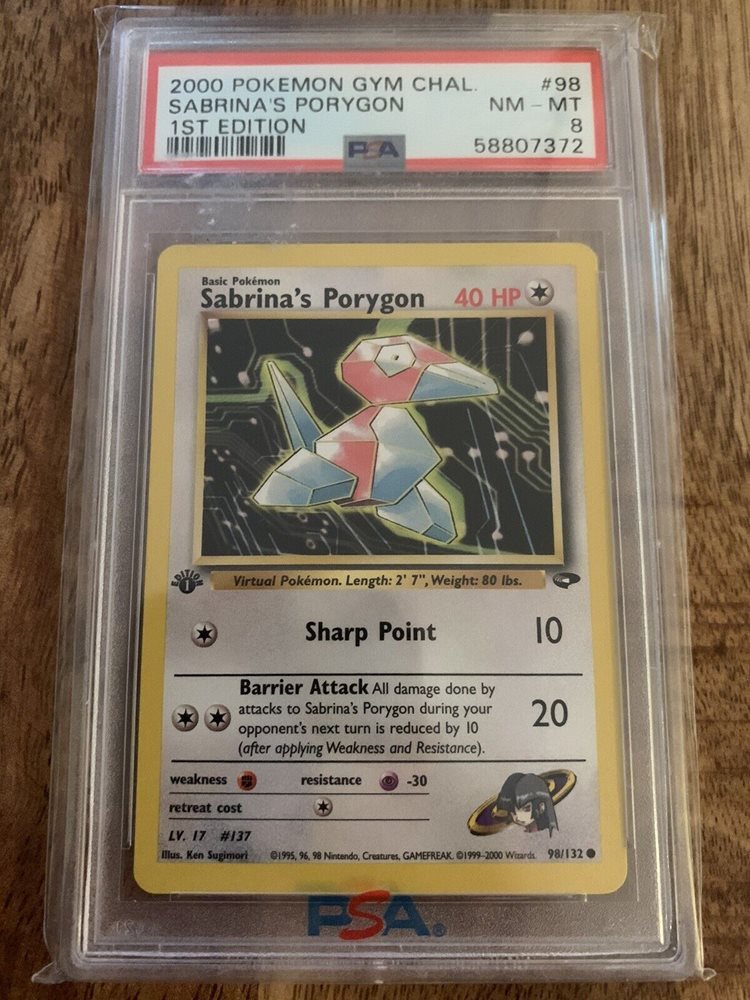 2000 POKEMON GYM CHAL. #98
SABRINA'S PORYGON NM - MT
1ST EDITION 8
PSA 58807372
Basic Pokémon
Sabrina's Porygon 40 HP
EDITION 1
Virtual Pokémon. Length: 2' 7", Weight: 80 lbs.
Sharp Point 10
Barrier Attack All damage done by
attacks to Sabrina's Porygon during your
opponent's next turn is reduced by 10
(after applying Weakness and Resistance).
20
weakness resistance -30
retreat cost
LV. 17 #137
Illus. Ken Sugimori ©1995, 96, 98 Nintendo, Creatures, GAMEFREAK. ©1999-2000 Wizards. 98/132
PSA®